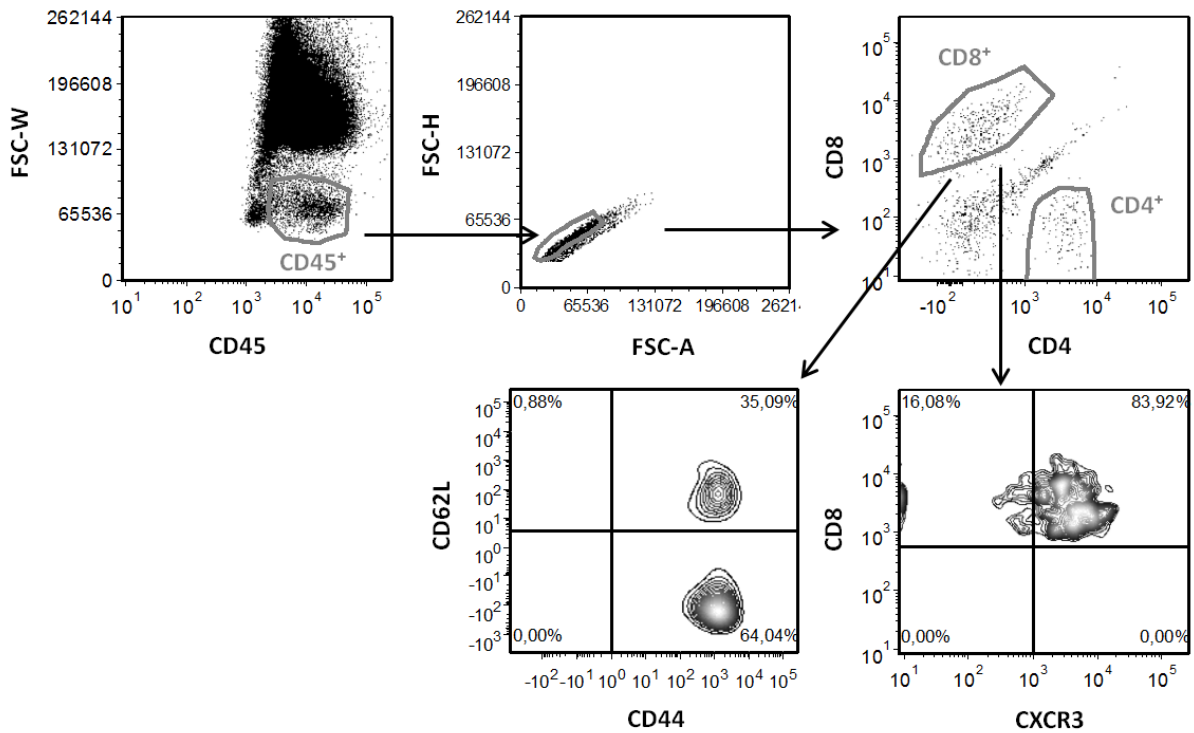 262144
196608
131072
65536
0
FSC-W
CD45⁺
10¹ 10² 10³ 10⁴ 10⁵
CD45
262144
196608
131072
65536
0
FSC-H
0 65536 131072 196608 2621
FSC-A
10⁵
10⁴
10³
10²
10¹
CD8
CD8⁺
CD4⁺
-10² 10³ 10⁴ 10⁵
CD4
0,88% 35,09%
10⁵
10⁴
10³
10²
10¹
10⁰
-10¹
-10²
-10³
CD62L
0,00% 64,04%
-10² -10¹ 10⁰ 10¹ 10² 10³ 10⁴ 10⁵
CD44
16,08% 83,92%
10⁵
10⁴
10³
10²
10¹
CD8
0,00% 0,00%
10¹ 10² 10³ 10⁴ 10⁵
CXCR3